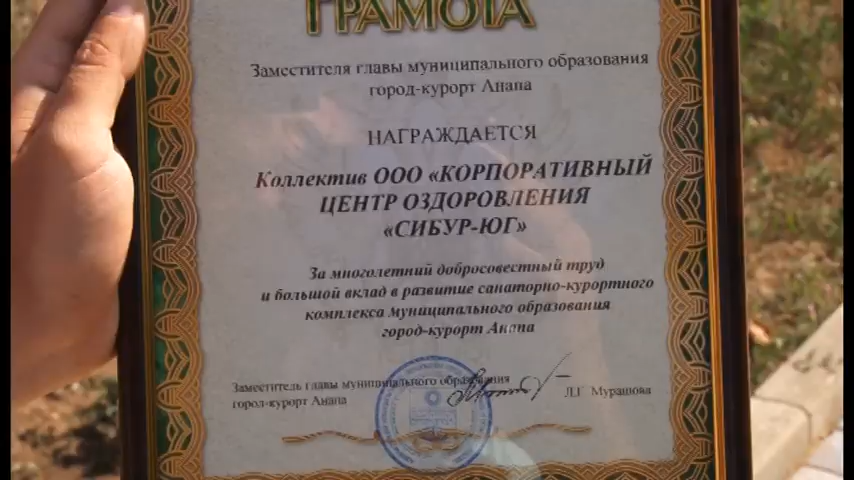 ГРАМОТА
Заместителя главы муниципального образования
город-курорт Анапа
НАГРАЖДАЕТСЯ
Коллектив ООО «КОРПОРАТИВНЫЙ
ЦЕНТР ОЗДОРОВЛЕНИЯ
«СИБУР-ЮГ»
За многолетний добросовестный труд
и большой вклад в развитие санаторно-курортного
комплекса муниципального образования
город-курорт Анапа
Заместитель главы муниципального образования
город-курорт Анапа
Л.Г. Мурашова